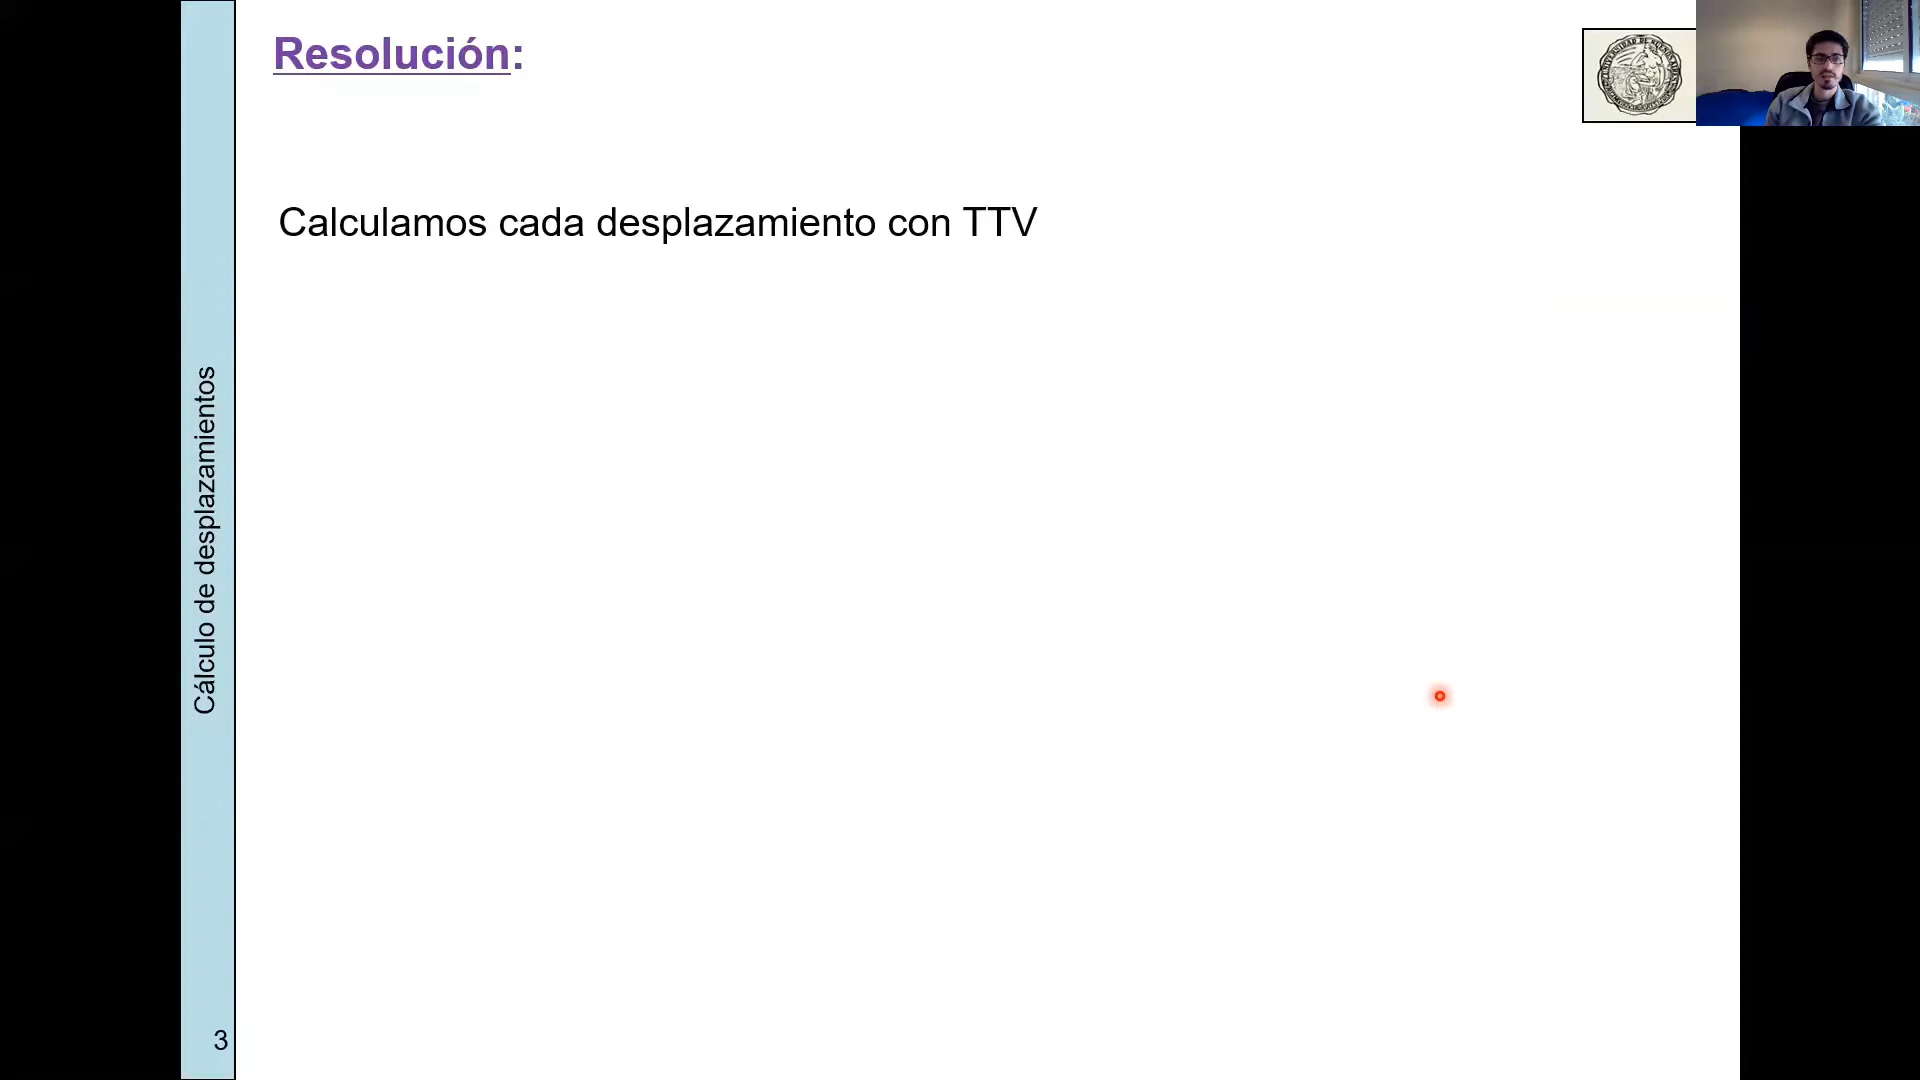 Resolución:
Calculamos cada desplazamiento con TTV
Cálculo de desplazamientos
3